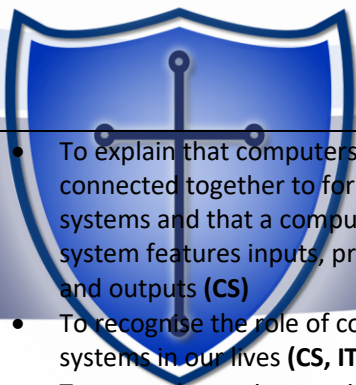 • To explain that computers
connected together to for
systems and that a compu
system features inputs, pr
and outputs (CS)
• To recognise the role of co
systems in our lives (CS, IT